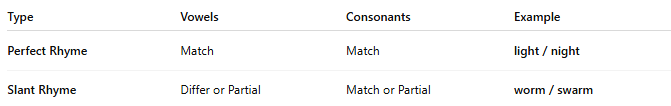 Type Vowels Consonants Example
Perfect Rhyme Match Match light / night
Slant Rhyme Differ or Partial Match or Partial worm / swarm